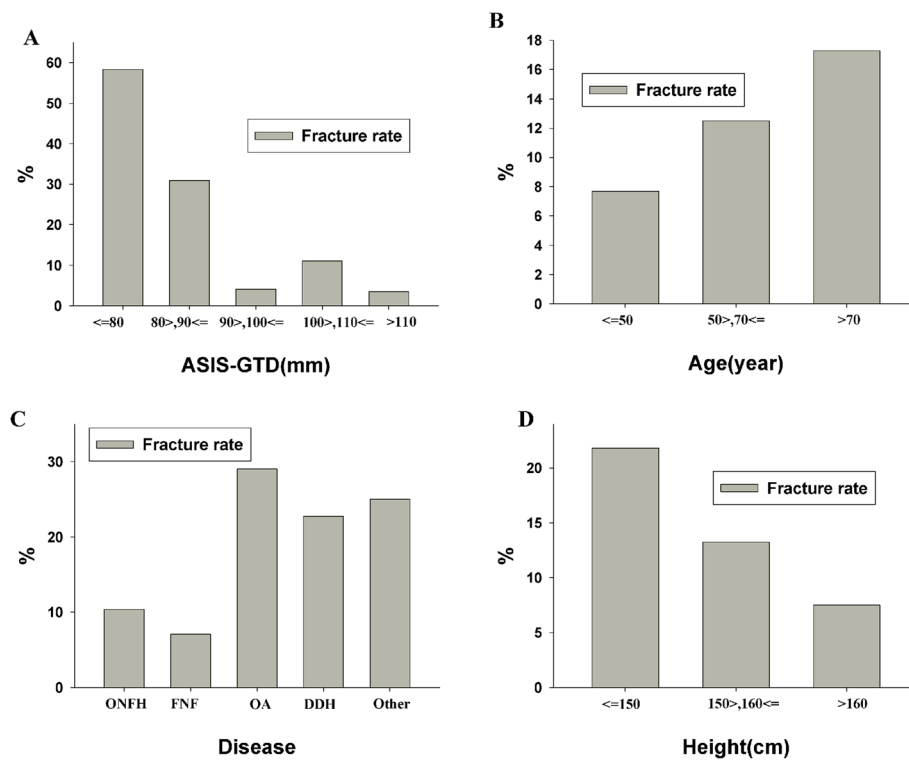 A
60
50
40
30
20
10
0
%
Fracture rate
<=80 80>,90<= 90>,100<= 100>,110<= >110
ASIS-GTD(mm)
B
18
16
14
12
10
8
6
4
2
0
%
Fracture rate
<=50 50>,70<= >70
Age(year)
C
30
20
10
0
%
Fracture rate
ONFH FNF OA DDH Other
Disease
D
20
15
10
5
0
%
Fracture rate
<=150 150>,160<= >160
Height(cm)